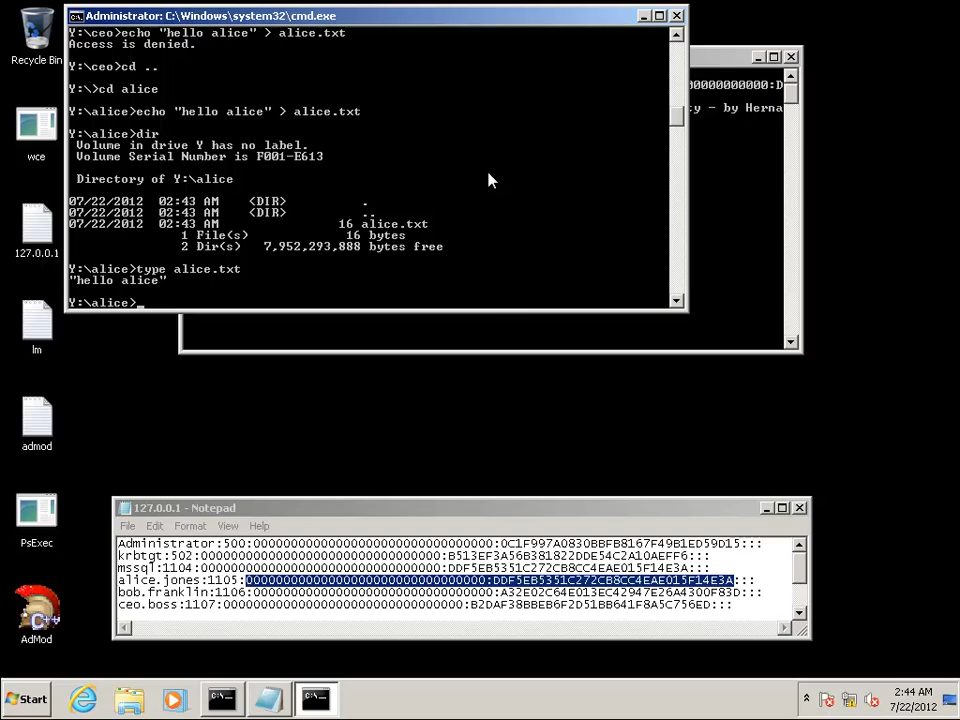 Recycle Bin
wce
127.0.0.1
lm
admod
PsExec
C++
AdMod
Administrator: C:\Windows\system32\cmd.exe
Y:\ceo>echo "hello alice" > alice.txt
Access is denied.
Y:\ceo>cd ..
Y:\>cd alice
Y:\alice>echo "hello alice" > alice.txt
Y:\alice>dir
Volume in drive Y has no label.
Volume Serial Number is F001-E613
Directory of Y:\alice
07/22/2012 02:43 AM <DIR> .
07/22/2012 02:43 AM <DIR> ..
07/22/2012 02:43 AM 16 alice.txt
1 File(s) 16 bytes
2 Dir(s) 7,952,293,888 bytes free
Y:\alice>type alice.txt
"hello alice"
Y:\alice>_
00000000000:D
ty - by Herna
127.0.0.1 - Notepad
File Edit Format View Help
Administrator:500:00000000000000000000000000000000:0C1F997A0830BBFB8167F49B1ED59D15:::
krbtgt:502:00000000000000000000000000000000:B513EF3A56B381822DDE54C2A10AEFF6:::
mssql:1104:00000000000000000000000000000000:DDF5EB5351C272CB8CC4EAE015F14E3A:::
alice.jones:1105:00000000000000000000000000000000:DDF5EB5351C272CB8CC4EAE015F14E3A:::
bob.franklin:1106:00000000000000000000000000000000:A32E02C64E013EC42947E26A4300F83D:::
ceo.boss:1107:00000000000000000000000000000000:B2DAF38BBEB6F2D51BB641F8A5C756ED:::
Start
2:44 AM
7/22/2012